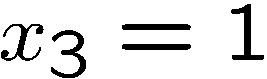 x₃ = 1